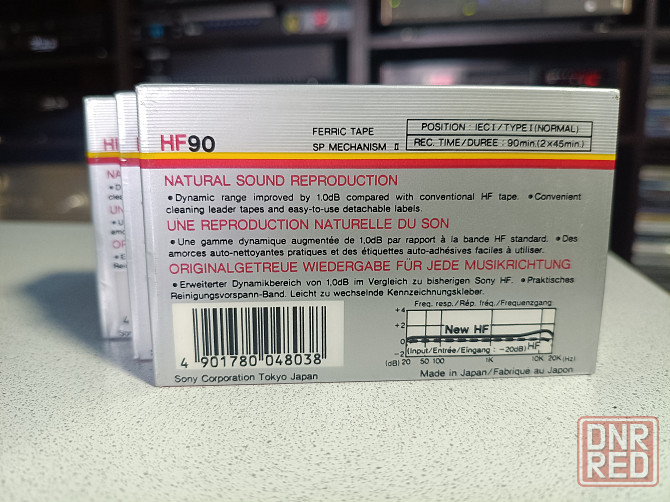 HF90
FERRIC TAPE
SP MECHANISM II
POSITION : IEC I / TYPE I (NORMAL)
REC. TIME / DUREE : 90min. (2×45min.)
NATURAL SOUND REPRODUCTION
● Dynamic range improved by 1.0dB compared with conventional HF tape. ● Convenient
cleaning leader tapes and easy-to-use detachable labels.
UNE REPRODUCTION NATURELLE DU SON
● Une gamme dynamique augmentée de 1,0dB par rapport à la bande HF standard. ● Des
amorces auto-nettoyantes pratiques et des étiquettes auto-adhésives faciles à utiliser.
ORIGINALGETREUE WIEDERGABE FÜR JEDE MUSIKRICHTUNG
● Erweiterter Dynamikbereich von 1,0dB im Vergleich zu bisherigen Sony HF. ● Praktisches
Reinigungsvorspann-Band. Leicht zu wechselnde Kennzeichnungskleber.
Freq. resp./Rép. fréq./Frequenzgang
+4
+2
0
-2
(dB)
New HF
HF
(Input/Entrée/Eingang : -20dB)
20 50 100 1K 10K 20K (Hz)
4 901780 048038
Sony Corporation Tokyo Japan
Made in Japan/Fabriqué au Japon
DNR
RED